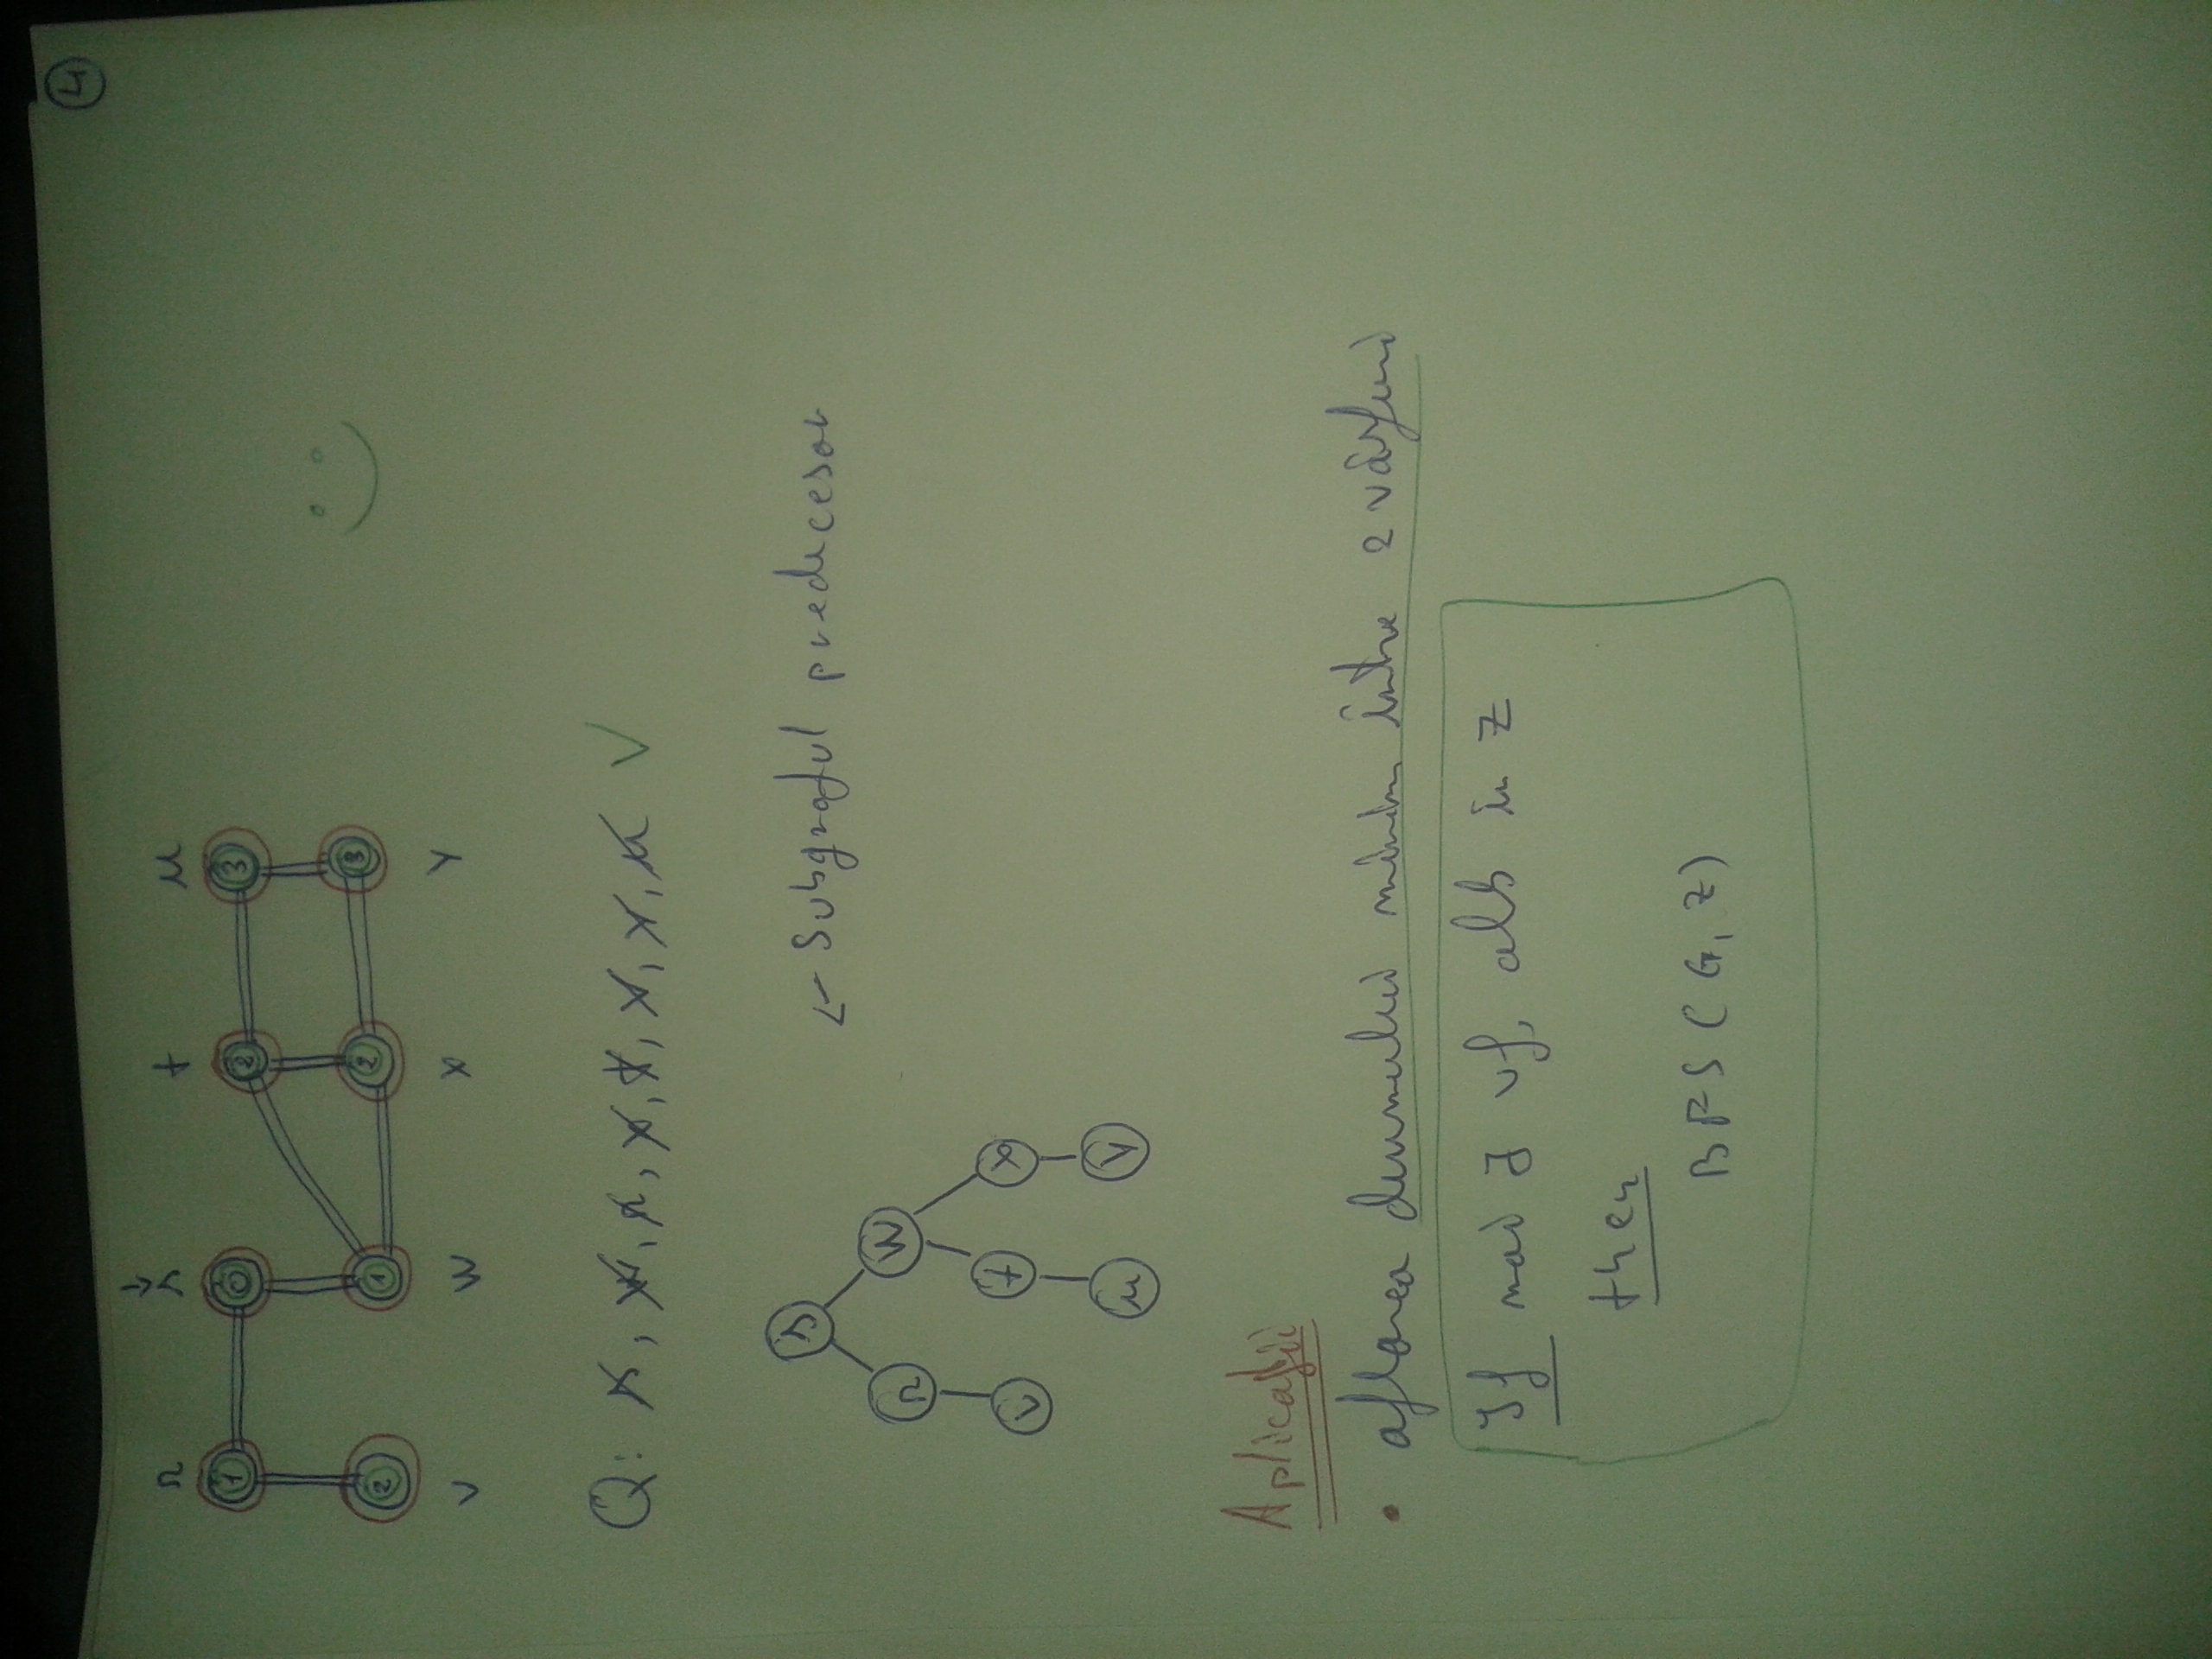 4
r s t u
1 0 2 3
2 1 2 3
v w x y
Q: s, w, r, x, t, v, y, u
s
← Subgraful predecesor
r w
v t x
u y
Aplicații
• aflarea drumului minim între 2 vârfuri
If mai ∃ vf. alb in Z
then
BFS(G, Z)